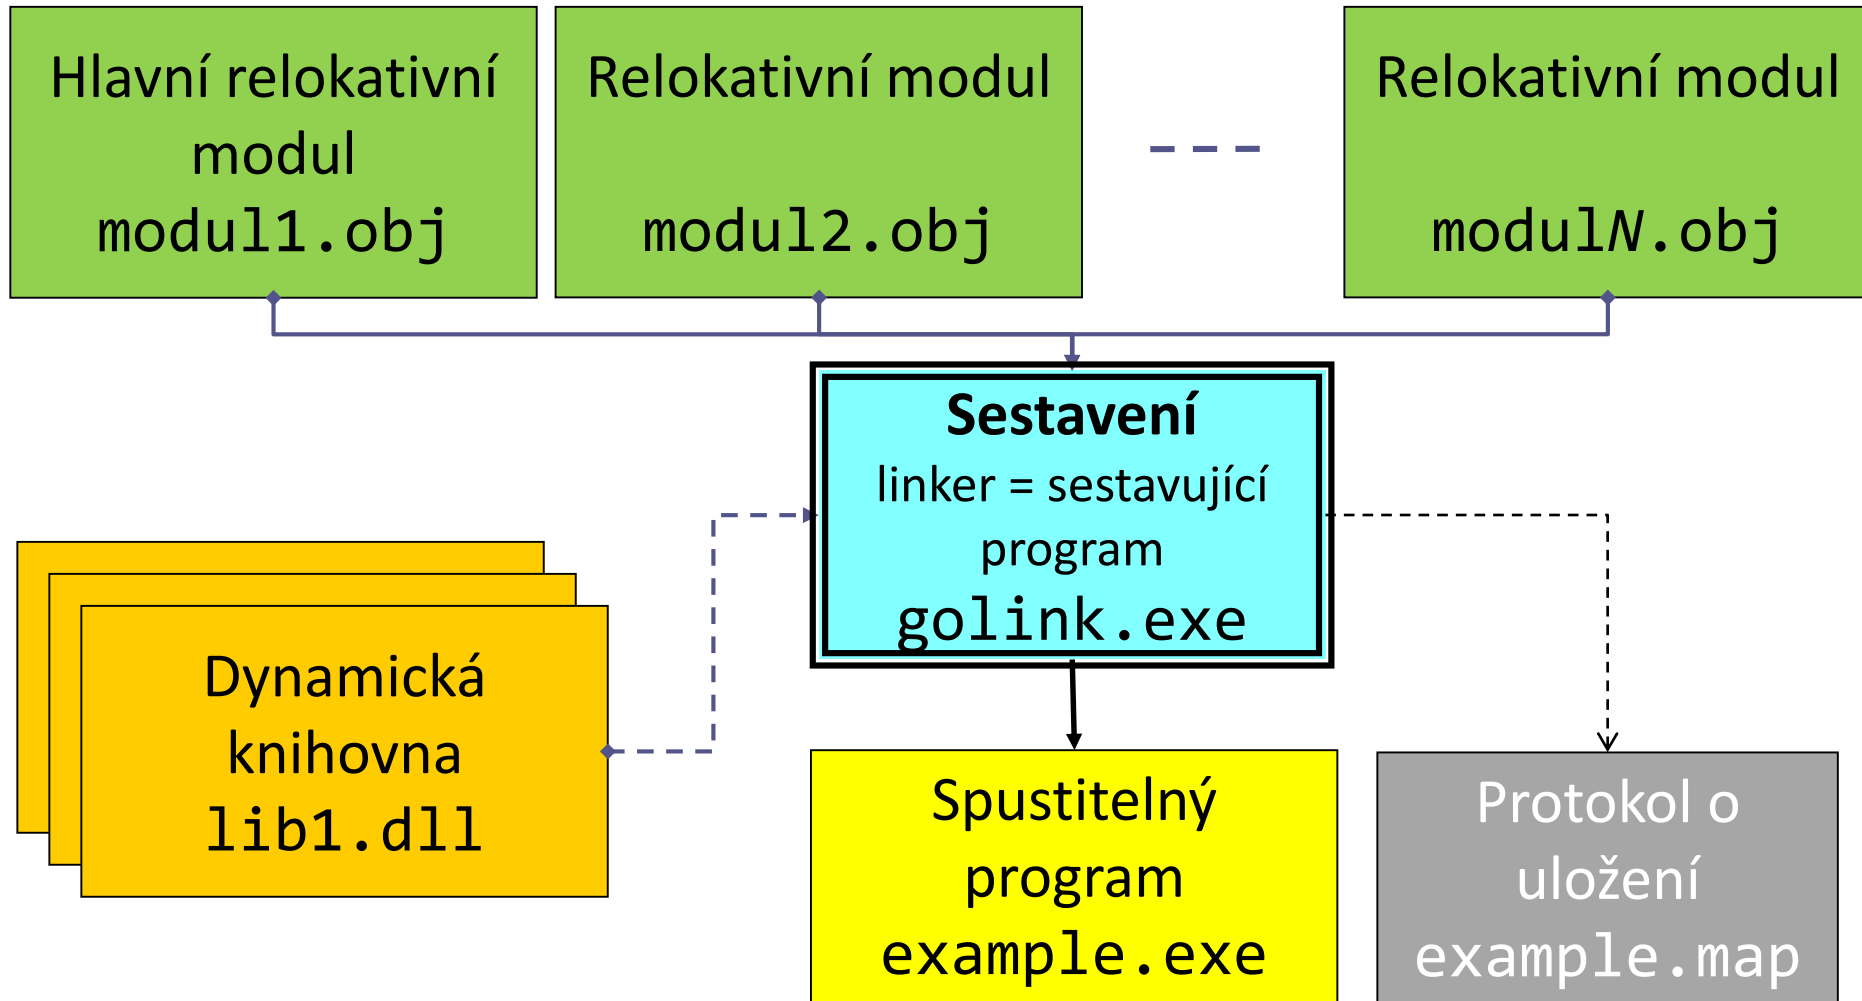 Hlavní relokativní
modul
modul1.obj
Relokativní modul
modul2.obj
Relokativní modul
modulN.obj
Sestavení
linker = sestavující
program
golink.exe
Dynamická
knihovna
lib1.dll
Spustitelný
program
example.exe
Protokol o
uložení
example.map